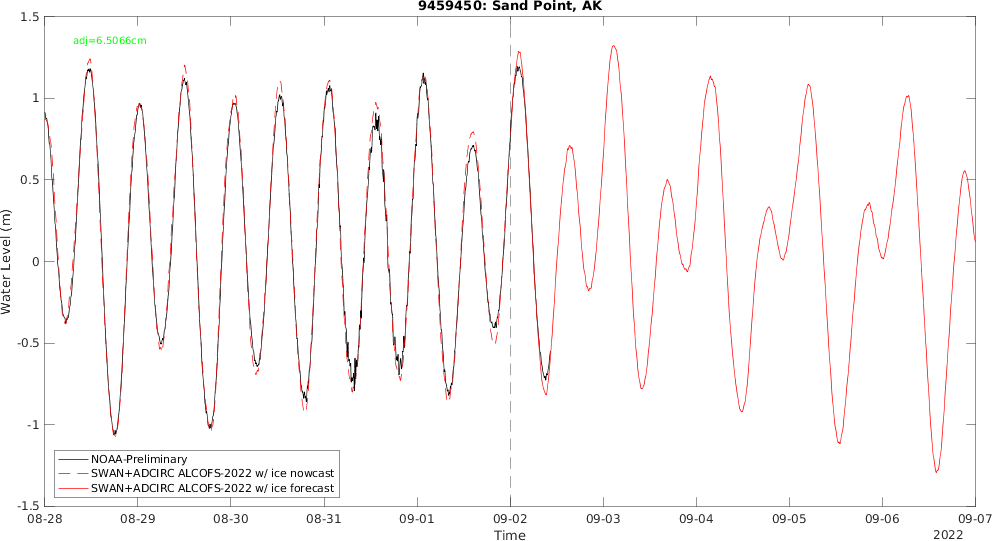 9459450: Sand Point, AK
adj=6.5066cm
Water Level (m)
1.5
1
0.5
0
-0.5
-1
-1.5
NOAA-Preliminary
SWAN+ADCIRC ALCOFS-2022 w/ ice nowcast
SWAN+ADCIRC ALCOFS-2022 w/ ice forecast
08-28 08-29 08-30 08-31 09-01 09-02 09-03 09-04 09-05 09-06 09-07
Time
2022